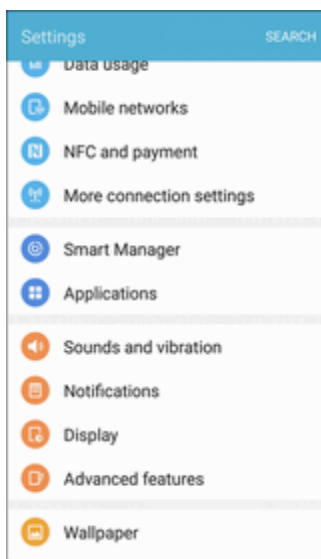 Settings
SEARCH
Data usage
Mobile networks
NFC and payment
More connection settings
Smart Manager
Applications
Sounds and vibration
Notifications
Display
Advanced features
Wallpaper